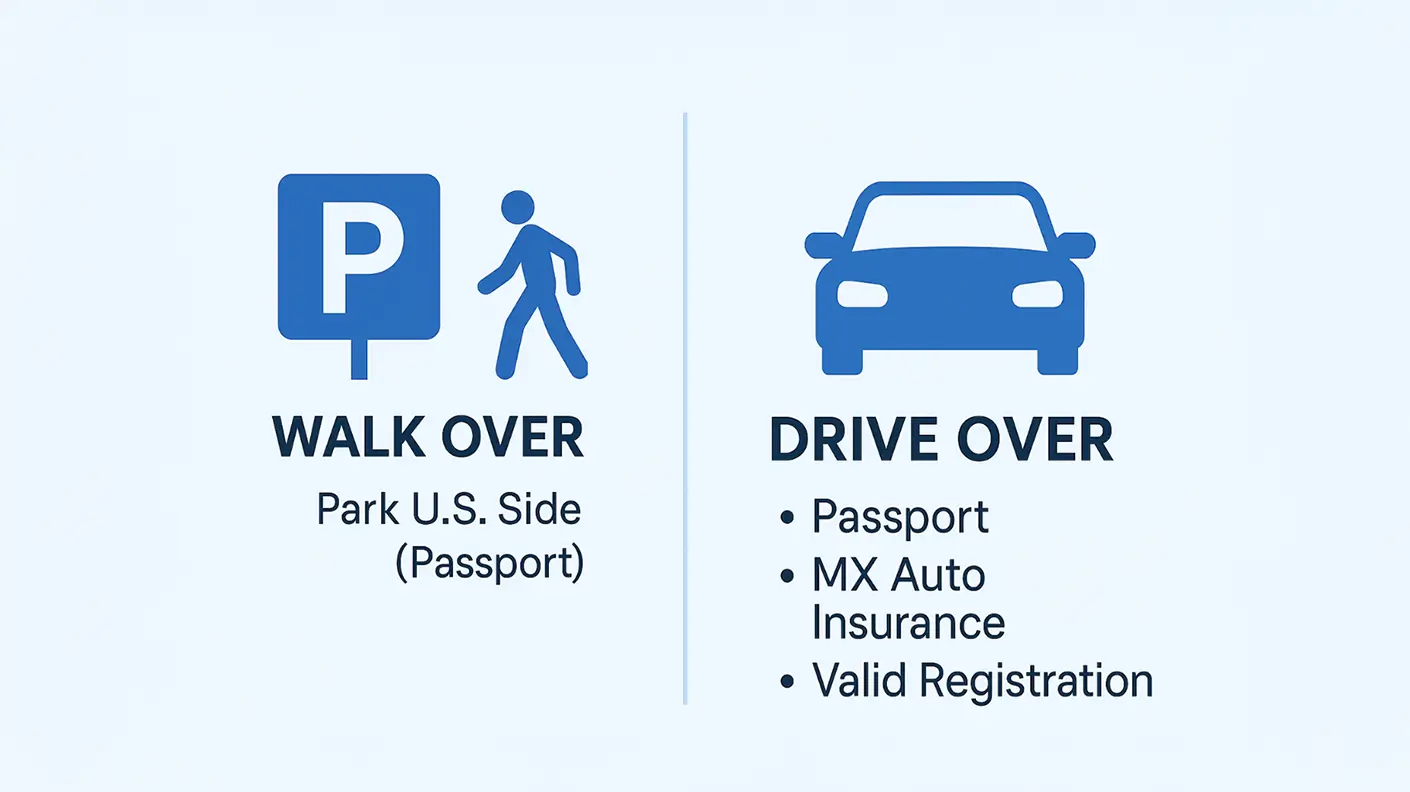 P
WALK OVER
Park U.S. Side
(Passport)
DRIVE OVER
• Passport
• MX Auto
Insurance
• Valid Registration